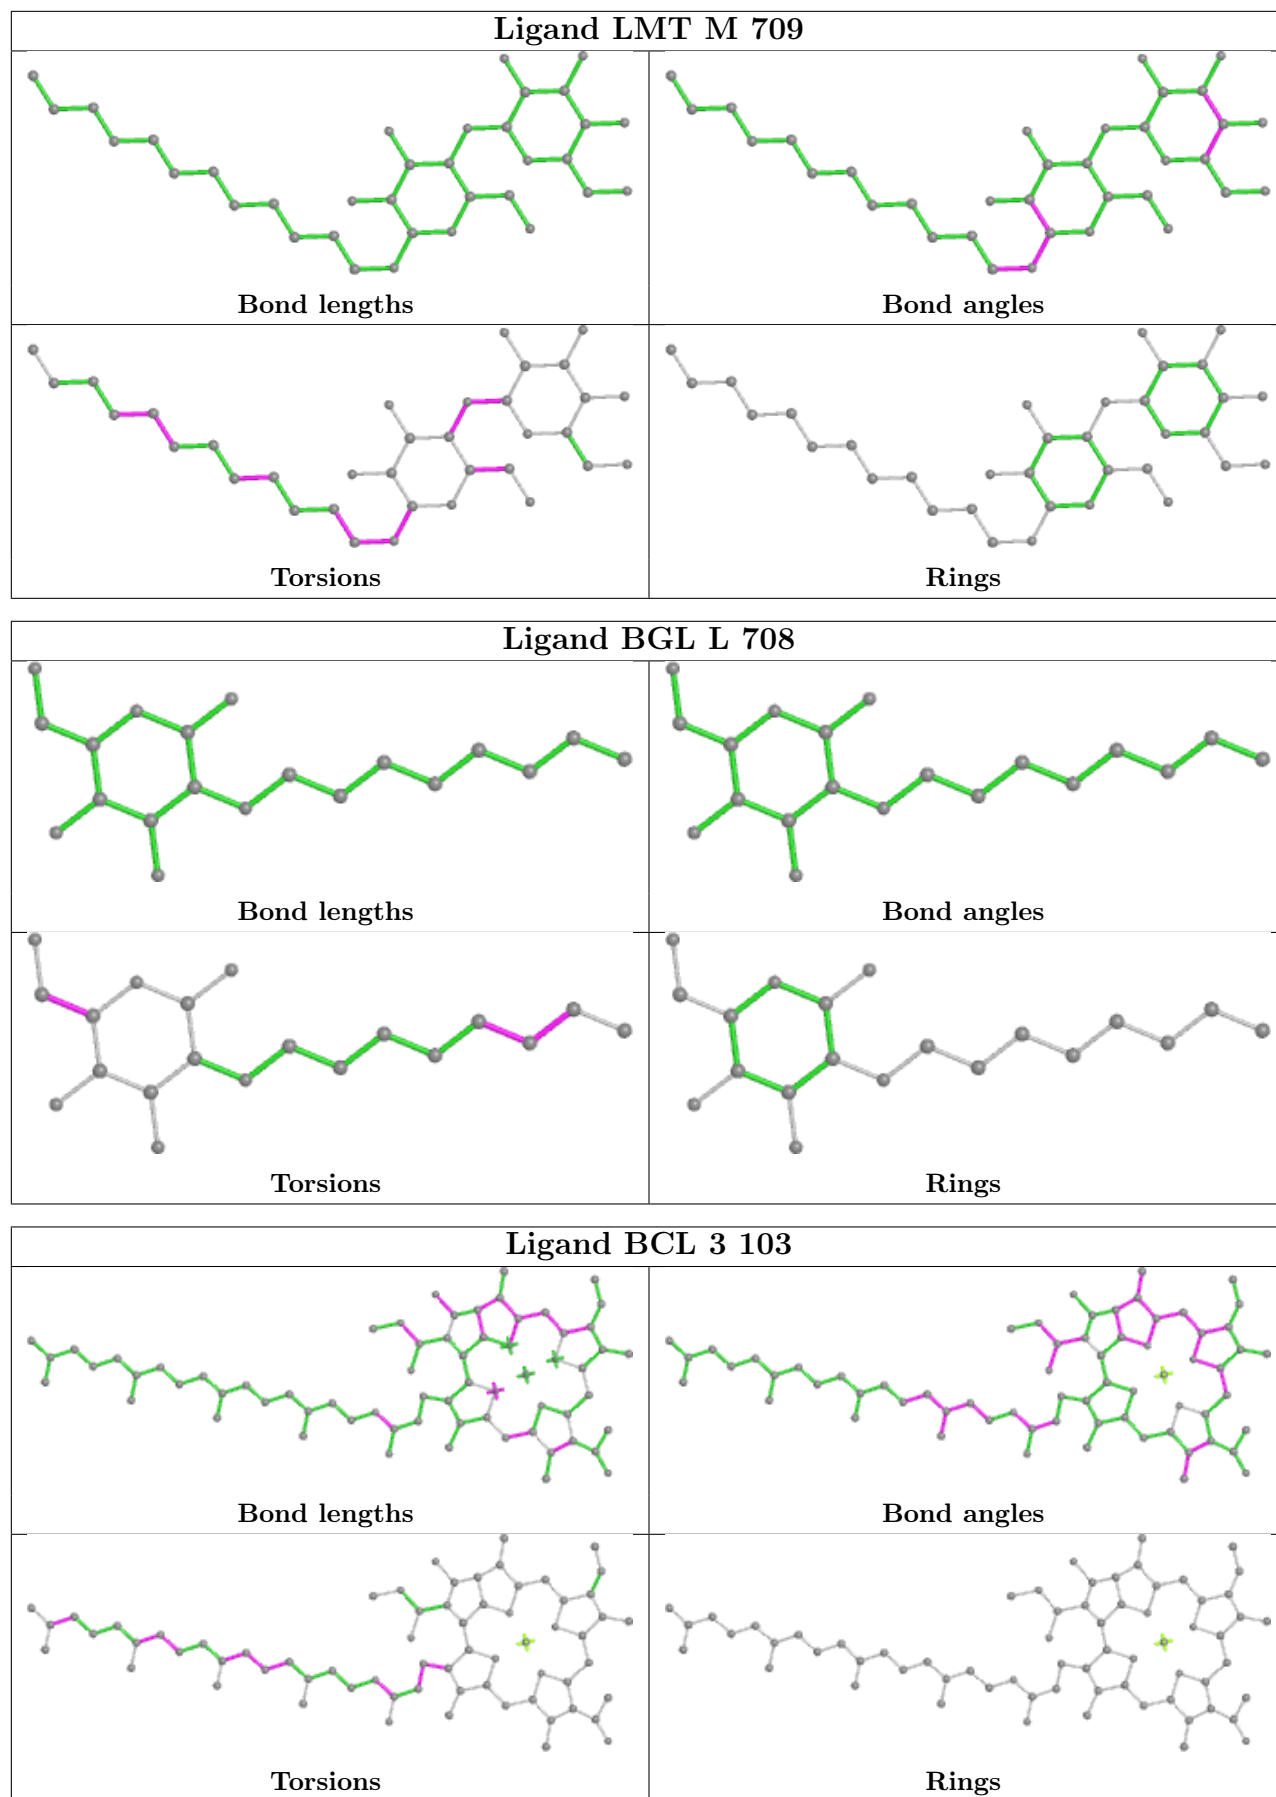 Ligand LMT M 709
Bond lengths
Bond angles
Torsions
Rings
Ligand BGL L 708
Bond lengths
Bond angles
Torsions
Rings
Ligand BCL 3 103
Bond lengths
Bond angles
Torsions
Rings